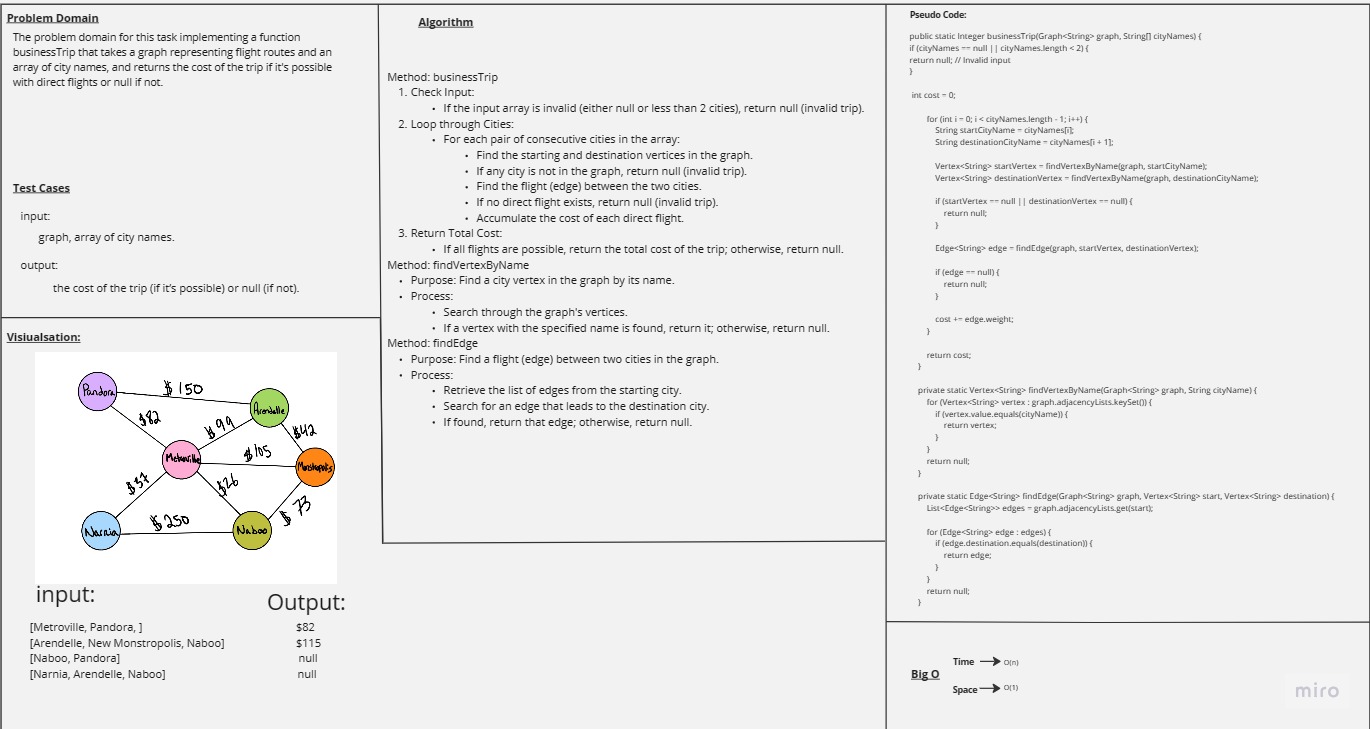 Problem Domain
The problem domain for this task implementing a function
businessTrip that takes a graph representing flight routes and an
array of city names, and returns the cost of the trip if it's possible
with direct flights or null if not.
Test Cases
input:
graph, array of city names.
output:
the cost of the trip (if it's possible) or null (if not).
Visiualsation:
Pandora
$ 150
Arendelle
$82
$99
$42
Metroville
$105
Monstropolis
$37
$26
$ 73
Narnia
$ 250
Naboo
input:
Output:
[Metroville, Pandora, ] $82
[Arendelle, New Monstropolis, Naboo] $115
[Naboo, Pandora] null
[Narnia, Arendelle, Naboo] null
Algorithm
Method: businessTrip
1. Check Input:
• If the input array is invalid (either null or less than 2 cities), return null (invalid trip).
2. Loop through Cities:
• For each pair of consecutive cities in the array:
• Find the starting and destination vertices in the graph.
• If any city is not in the graph, return null (invalid trip).
• Find the flight (edge) between the two cities.
• If no direct flight exists, return null (invalid trip).
• Accumulate the cost of each direct flight.
3. Return Total Cost:
• If all flights are possible, return the total cost of the trip; otherwise, return null.
Method: findVertexByName
• Purpose: Find a city vertex in the graph by its name.
• Process:
• Search through the graph's vertices.
• If a vertex with the specified name is found, return it; otherwise, return null.
Method: findEdge
• Purpose: Find a flight (edge) between two cities in the graph.
• Process:
• Retrieve the list of edges from the starting city.
• Search for an edge that leads to the destination city.
• If found, return that edge; otherwise, return null.
Pseudo Code:
public static Integer businessTrip(Graph<String> graph, String[] cityNames) {
if (cityNames == null || cityNames.length < 2) {
return null; // Invalid input
}
int cost = 0;
for (int i = 0; i < cityNames.length - 1; i++) {
String startCityName = cityNames[i];
String destinationCityName = cityNames[i + 1];
Vertex<String> startVertex = findVertexByName(graph, startCityName);
Vertex<String> destinationVertex = findVertexByName(graph, destinationCityName);
if (startVertex == null || destinationVertex == null) {
return null;
}
Edge<String> edge = findEdge(graph, startVertex, destinationVertex);
if (edge == null) {
return null;
}
cost += edge.weight;
}
return cost;
}
private static Vertex<String> findVertexByName(Graph<String> graph, String cityName) {
for (Vertex<String> vertex : graph.adjacencyLists.keySet()) {
if (vertex.value.equals(cityName)) {
return vertex;
}
}
return null;
}
private static Edge<String> findEdge(Graph<String> graph, Vertex<String> start, Vertex<String> destination) {
List<Edge<String>> edges = graph.adjacencyLists.get(start);
for (Edge<String> edge : edges) {
if (edge.destination.equals(destination)) {
return edge;
}
}
return null;
}
Big O
Time O(n)
Space O(1)
miro